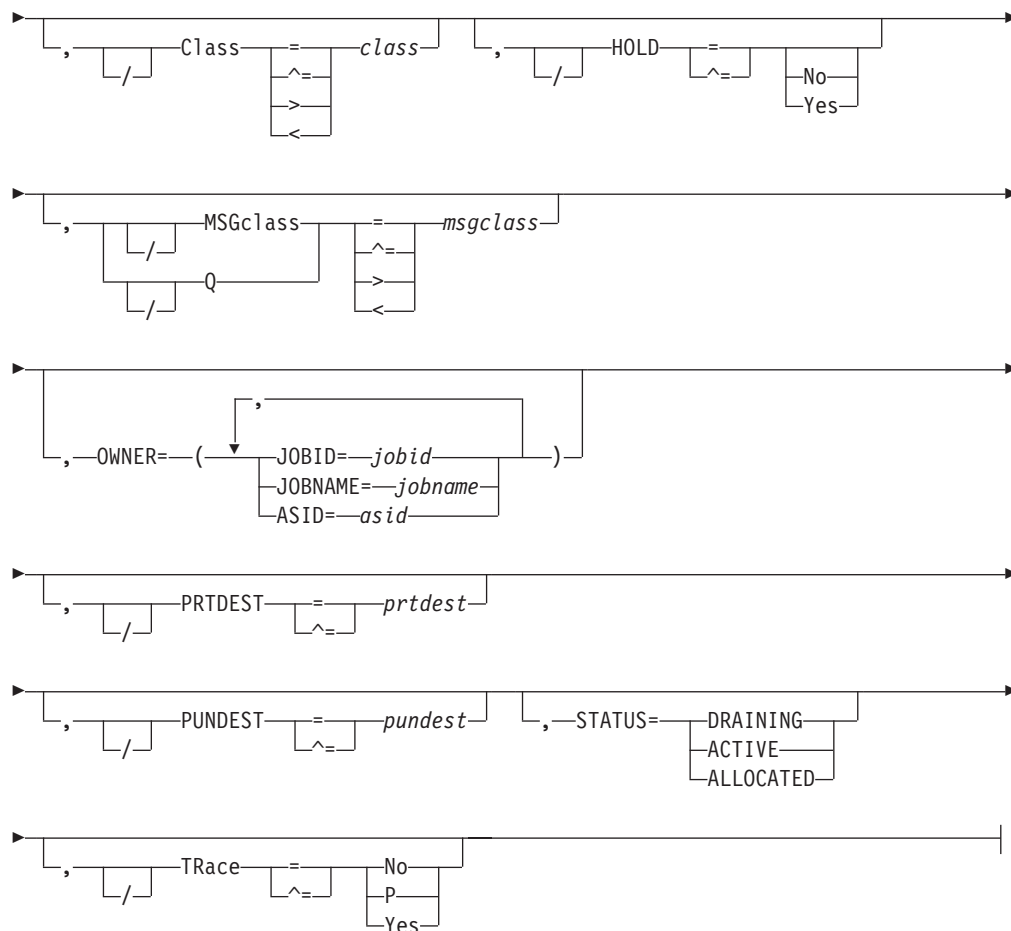 , / Class = class , / HOLD =
^= ^= No
> Yes
<
, / MSGclass = msgclass
^=
/ Q >
<
,
, OWNER= ( JOBID= jobid )
JOBNAME= jobname
ASID= asid
, / PRTDEST = prtdest
^=
, / PUNDEST = pundest , STATUS= DRAINING
^= ACTIVE
ALLOCATED
, / TRace = No
^= P
Yes